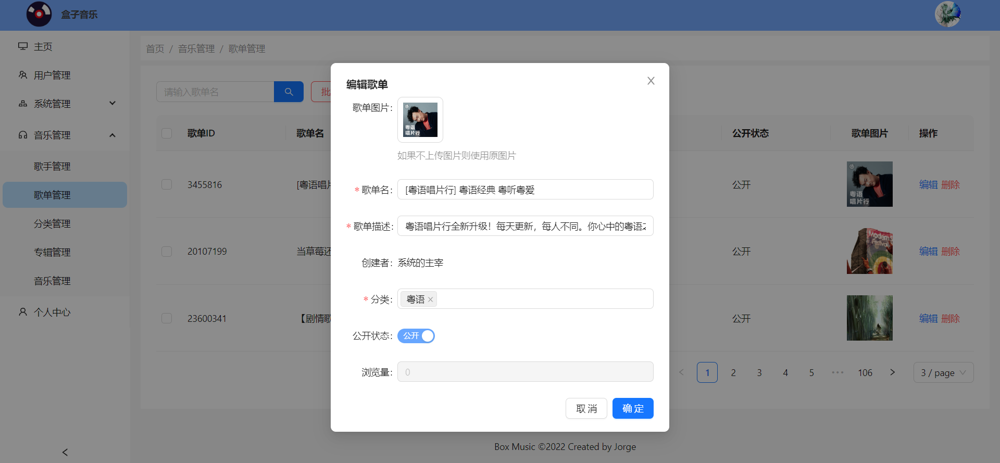 盒子音乐
主页
用户管理
系统管理
音乐管理
歌手管理
歌单管理
分类管理
专辑管理
音乐管理
个人中心
首页 / 音乐管理 / 歌单管理
请输入歌单名
批
歌单ID 歌单名 公开状态 歌单图片 操作
3455816 [粤语唱片 公开 粤语 唱片行 编辑 删除
20107199 当草莓还 公开 Modern S Festival 编辑 删除
23600341 【剧情歌 公开 编辑 删除
1 2 3 4 5 ••• 106 3 / page
编辑歌单
歌单图片:
粤语
唱片行
如果不上传图片则使用原图片
* 歌单名: [粤语唱片行] 粤语经典 粤听粤爱
* 歌单描述: 粤语唱片行全新升级！每天更新，每人不同。你心中的粤语
创建者: 系统的主宰
* 分类: 粤语
公开状态: 公开
浏览量: 0
取 消 确 定
Box Music ©2022 Created by Jorge